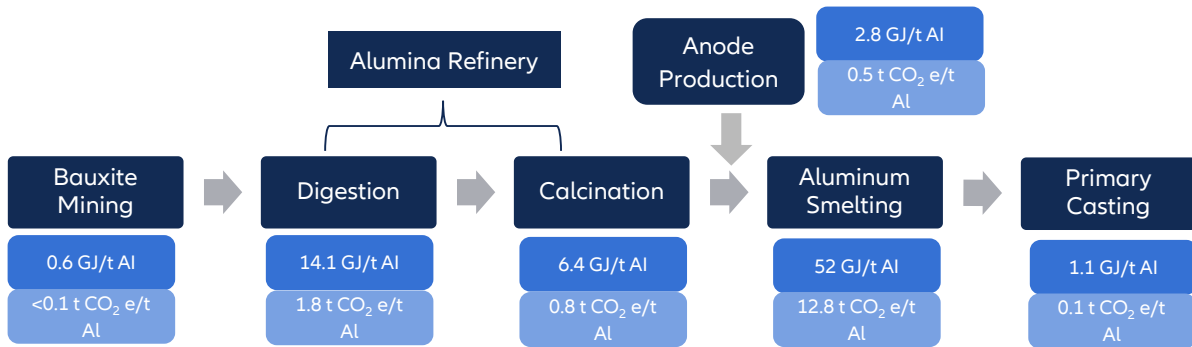 Alumina Refinery
Anode
Production
2.8 GJ/t Al
0.5 t CO₂ e/t
Al
Bauxite
Mining
0.6 GJ/t Al
<0.1 t CO₂ e/t
Al
Digestion
14.1 GJ/t Al
1.8 t CO₂ e/t
Al
Calcination
6.4 GJ/t Al
0.8 t CO₂ e/t
Al
Aluminum
Smelting
52 GJ/t Al
12.8 t CO₂ e/t
Al
Primary
Casting
1.1 GJ/t Al
0.1 t CO₂ e/t
Al